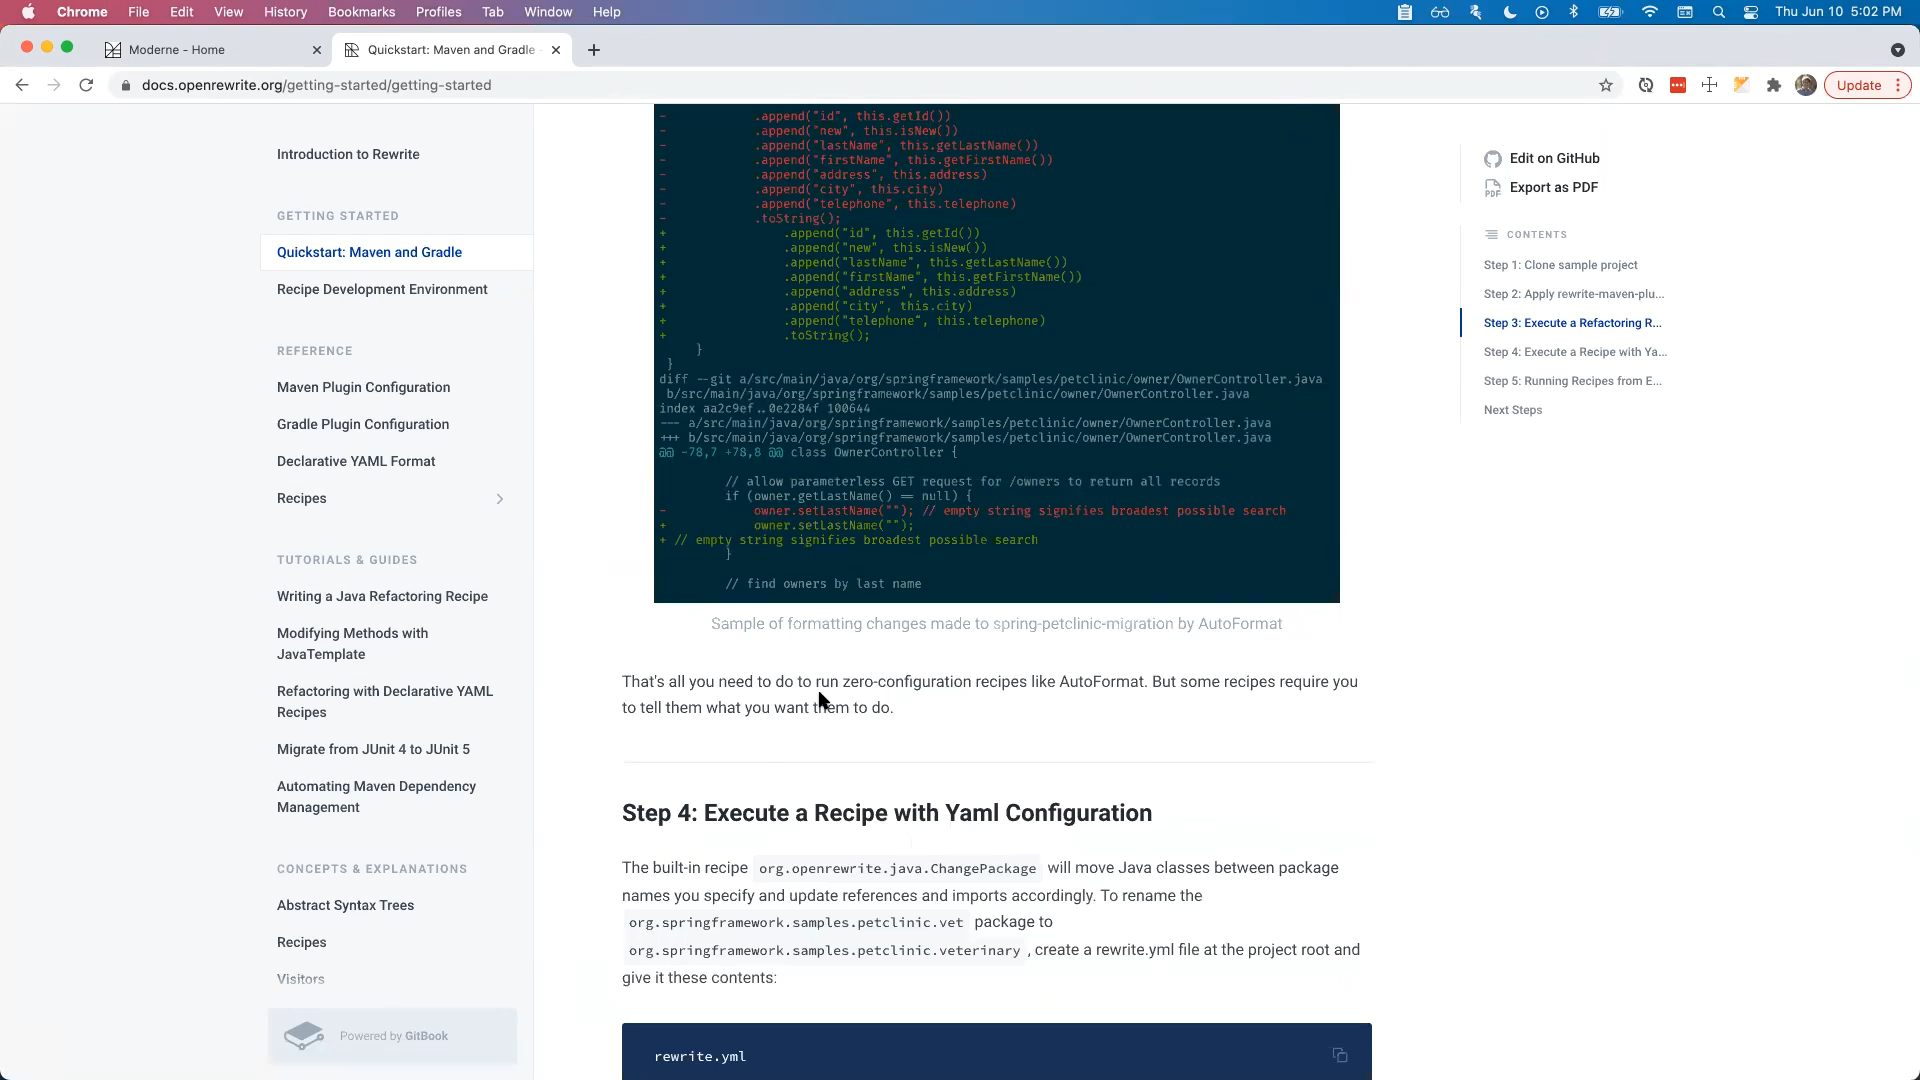 Chrome File Edit View History Bookmarks Profiles Tab Window Help Thu Jun 10 5:02 PM
Moderne - Home
Quickstart: Maven and Gradle
docs.openrewrite.org/getting-started/getting-started
Update
Introduction to Rewrite
GETTING STARTED
Quickstart: Maven and Gradle
Recipe Development Environment
REFERENCE
Maven Plugin Configuration
Gradle Plugin Configuration
Declarative YAML Format
Recipes
TUTORIALS & GUIDES
Writing a Java Refactoring Recipe
Modifying Methods with
JavaTemplate
Refactoring with Declarative YAML
Recipes
Migrate from JUnit 4 to JUnit 5
Automating Maven Dependency
Management
CONCEPTS & EXPLANATIONS
Abstract Syntax Trees
Recipes
Visitors
Powered by GitBook
- .append("id", this.getId())
- .append("new", this.isNew())
- .append("lastName", this.getLastName())
- .append("firstName", this.getFirstName())
- .append("address", this.address)
- .append("city", this.city)
- .append("telephone", this.telephone)
- .toString();
+ .append("id", this.getId())
+ .append("new", this.isNew())
+ .append("lastName", this.getLastName())
+ .append("firstName", this.getFirstName())
+ .append("address", this.address)
+ .append("city", this.city)
+ .append("telephone", this.telephone)
+ .toString();
}
}
diff --git a/src/main/java/org/springframework/samples/petclinic/owner/OwnerController.java
b/src/main/java/org/springframework/samples/petclinic/owner/OwnerController.java
index aa2c9ef..0e2284f 100644
--- a/src/main/java/org/springframework/samples/petclinic/owner/OwnerController.java
+++ b/src/main/java/org/springframework/samples/petclinic/owner/OwnerController.java
@@ -78,7 +78,8 @@ class OwnerController {
// allow parameterless GET request for /owners to return all records
if (owner.getLastName() == null) {
- owner.setLastName(""); // empty string signifies broadest possible search
+ owner.setLastName("");
+ // empty string signifies broadest possible search
}
// find owners by last name
Sample of formatting changes made to spring-petclinic-migration by AutoFormat
That's all you need to do to run zero-configuration recipes like AutoFormat. But some recipes require you
to tell them what you want them to do.
Step 4: Execute a Recipe with Yaml Configuration
The built-in recipe org.openrewrite.java.ChangePackage will move Java classes between package
names you specify and update references and imports accordingly. To rename the
org.springframework.samples.petclinic.vet package to
org.springframework.samples.petclinic.veterinary , create a rewrite.yml file at the project root and
give it these contents:
rewrite.yml
Edit on GitHub
PDF
Export as PDF
CONTENTS
Step 1: Clone sample project
Step 2: Apply rewrite-maven-plu...
Step 3: Execute a Refactoring R...
Step 4: Execute a Recipe with Ya...
Step 5: Running Recipes from E...
Next Steps